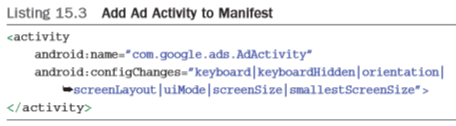 Listing 15.3 Add Ad Activity to Manifest
<activity
android:name="com.google.ads.AdActivity"
android:configChanges="keyboard|keyboardHidden|orientation|
➥screenLayout|uiMode|screenSize|smallestScreenSize">
</activity>